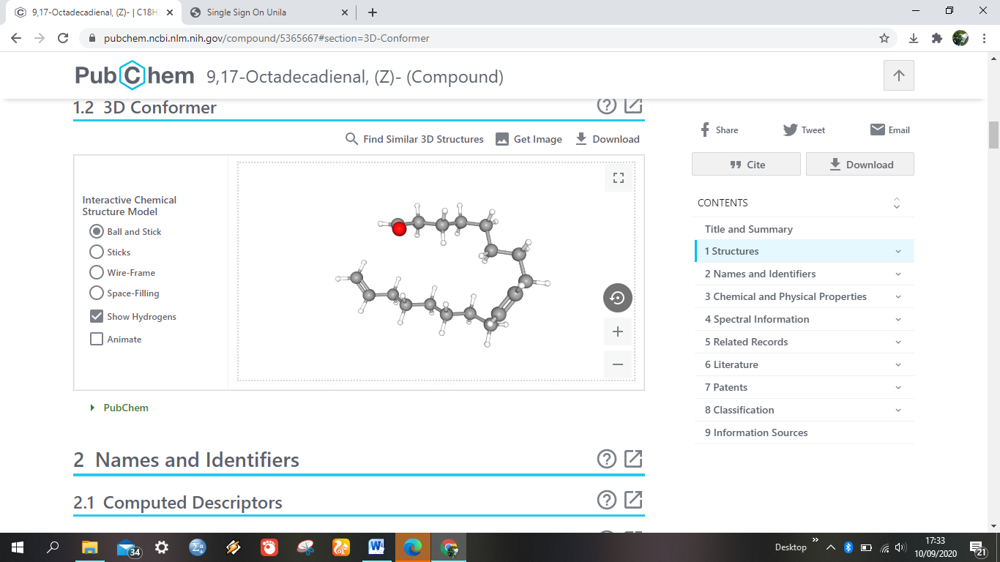 9,17-Octadecadienal, (Z)- | C18H
Single Sign On Unila
pubchem.ncbi.nlm.nih.gov/compound/5365667#section=3D-Conformer
PubChem 9,17-Octadecadienal, (Z)- (Compound)
1.2 3D Conformer
Find Similar 3D Structures Get Image Download
Interactive Chemical
Structure Model
Ball and Stick
Sticks
Wire-Frame
Space-Filling
Show Hydrogens
Animate
PubChem
2 Names and Identifiers
2.1 Computed Descriptors
Share Tweet Email
Cite Download
CONTENTS
Title and Summary
1 Structures
2 Names and Identifiers
3 Chemical and Physical Properties
4 Spectral Information
5 Related Records
6 Literature
7 Patents
8 Classification
9 Information Sources
34
Desktop
17:33
10/09/2020
21